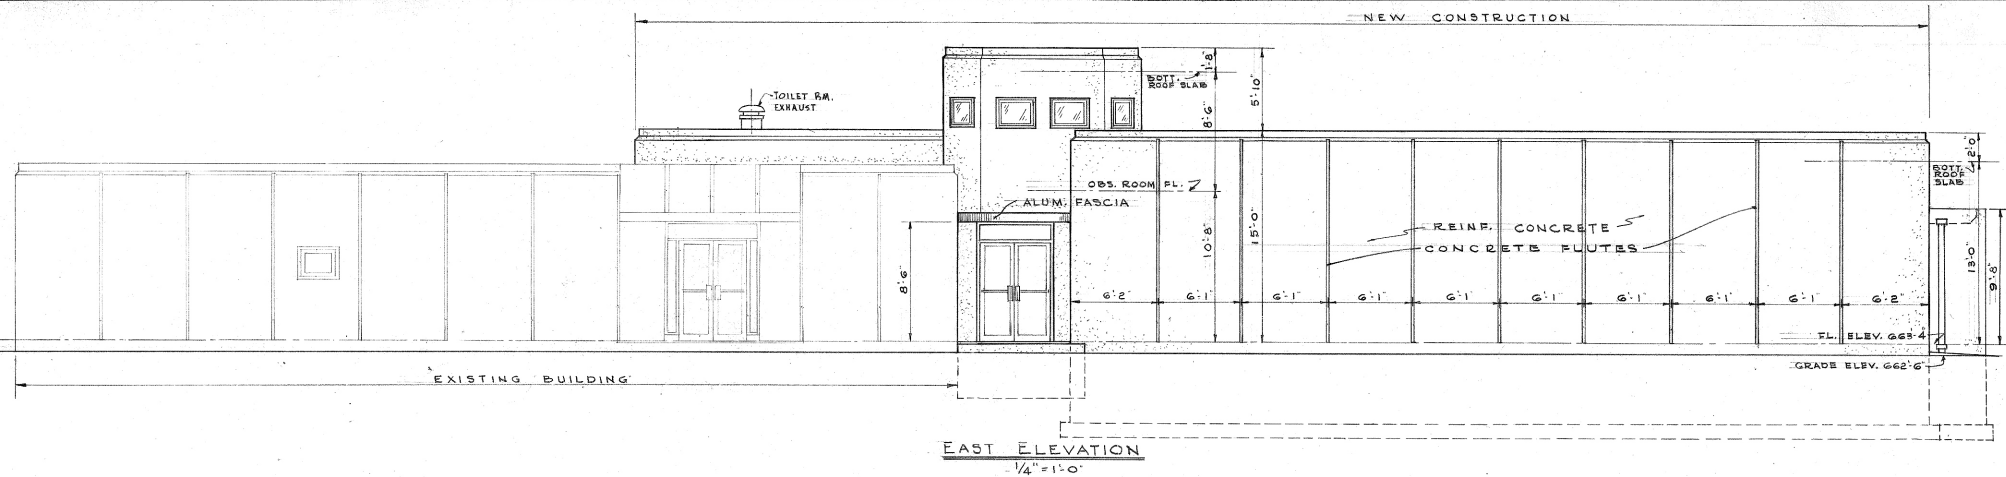 NEW CONSTRUCTION
TOILET RM.
EXHAUST
1'-8"
BOTT.
ROOF SLAB
5'-10"
8'-6"
2'-0"
BOTT.
ROOF
SLAB
OBS. ROOM FL.
ALUM. FASCIA
REINF. CONCRETE
CONCRETE FLUTES
10'-8"
15'-0"
13'-0"
9'-8"
8'-6"
6'-2" 6'-1" 6'-1" 6'-1" 6'-1" 6'-1" 6'-1" 6'-1" 6'-1" 6'-2"
FL. ELEV. 663'-4"
GRADE ELEV. 662'-6"
EXISTING BUILDING
EAST ELEVATION
1/4" = 1'-0"